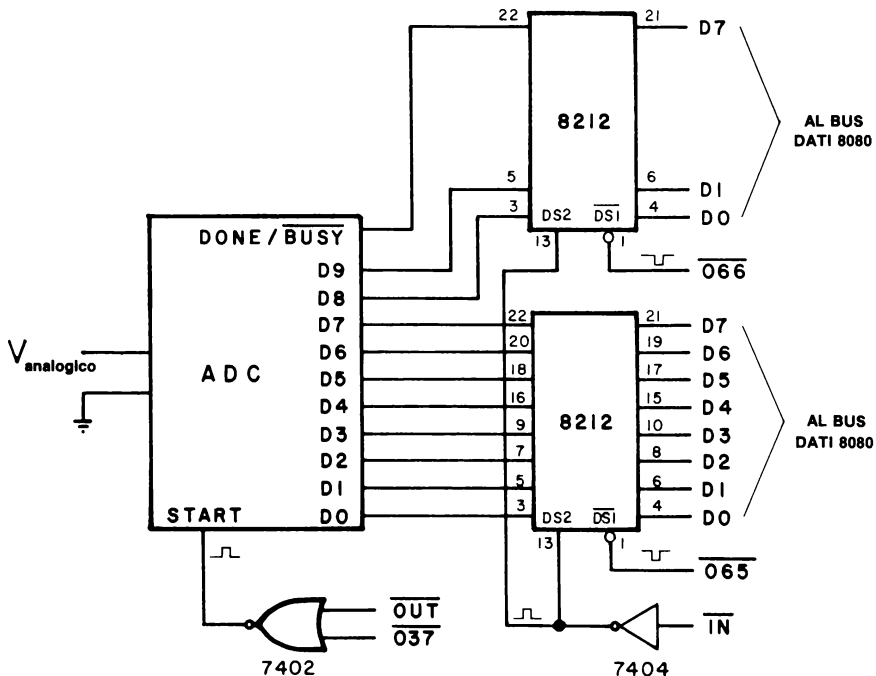 22
21
D7
8212
AL BUS
DATI 8080
5
6
D1
3
DS2
DS1
4
D0
13
1
066
DONE/BUSY
D9
D8
D7
22
21
D7
V analogico
D6
20
19
D6
ADC
D5
18
17
D5
D4
16
8212
15
D4
AL BUS
DATI 8080
D3
9
10
D3
D2
7
8
D2
D1
5
6
D1
START
D0
3
DS2
DS1
4
D0
13
1
065
OUT
037
IN
7402
7404